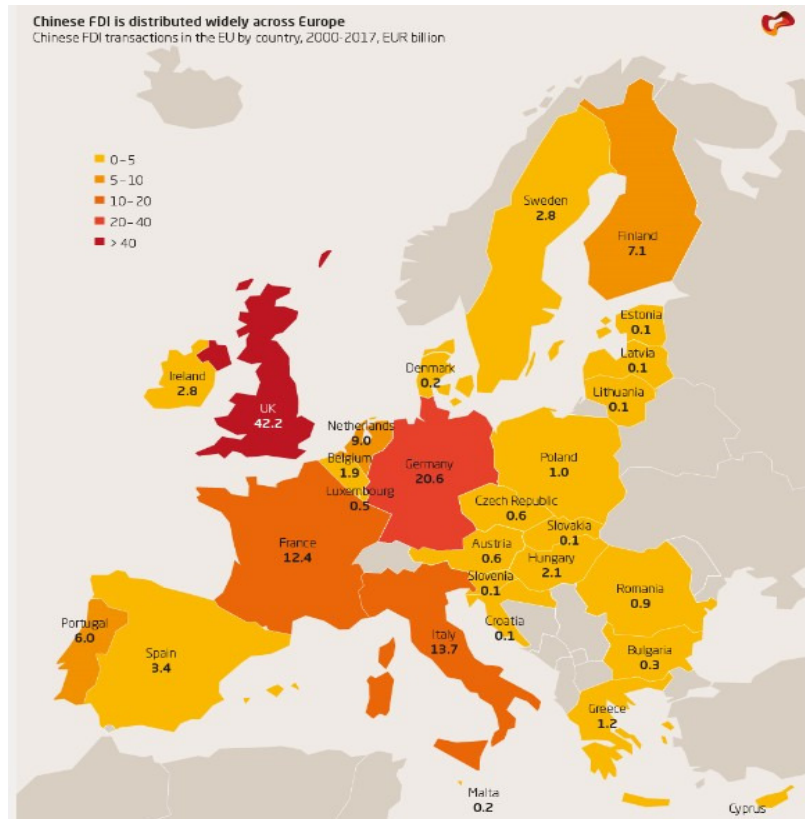 Chinese FDI is distributed widely across Europe
Chinese FDI transactions in the EU by country, 2000-2017, EUR billion
0–5
5–10
10–20
20–40
> 40
Sweden
2.8
Finland
7.1
Estonia
0.1
Latvia
0.1
Lithuania
0.1
Denmark
0.2
Ireland
2.8
UK
42.2
Netherlands
9.0
Belgium
1.9
Luxembourg
0.5
Germany
20.6
Poland
1.0
Czech Republic
0.6
Slovakia
0.1
Austria
0.6
Hungary
2.1
Slovenia
0.1
Croatia
0.1
Romania
0.9
Bulgaria
0.3
France
12.4
Italy
13.7
Portugal
6.0
Spain
3.4
Greece
1.2
Malta
0.2
Cyprus